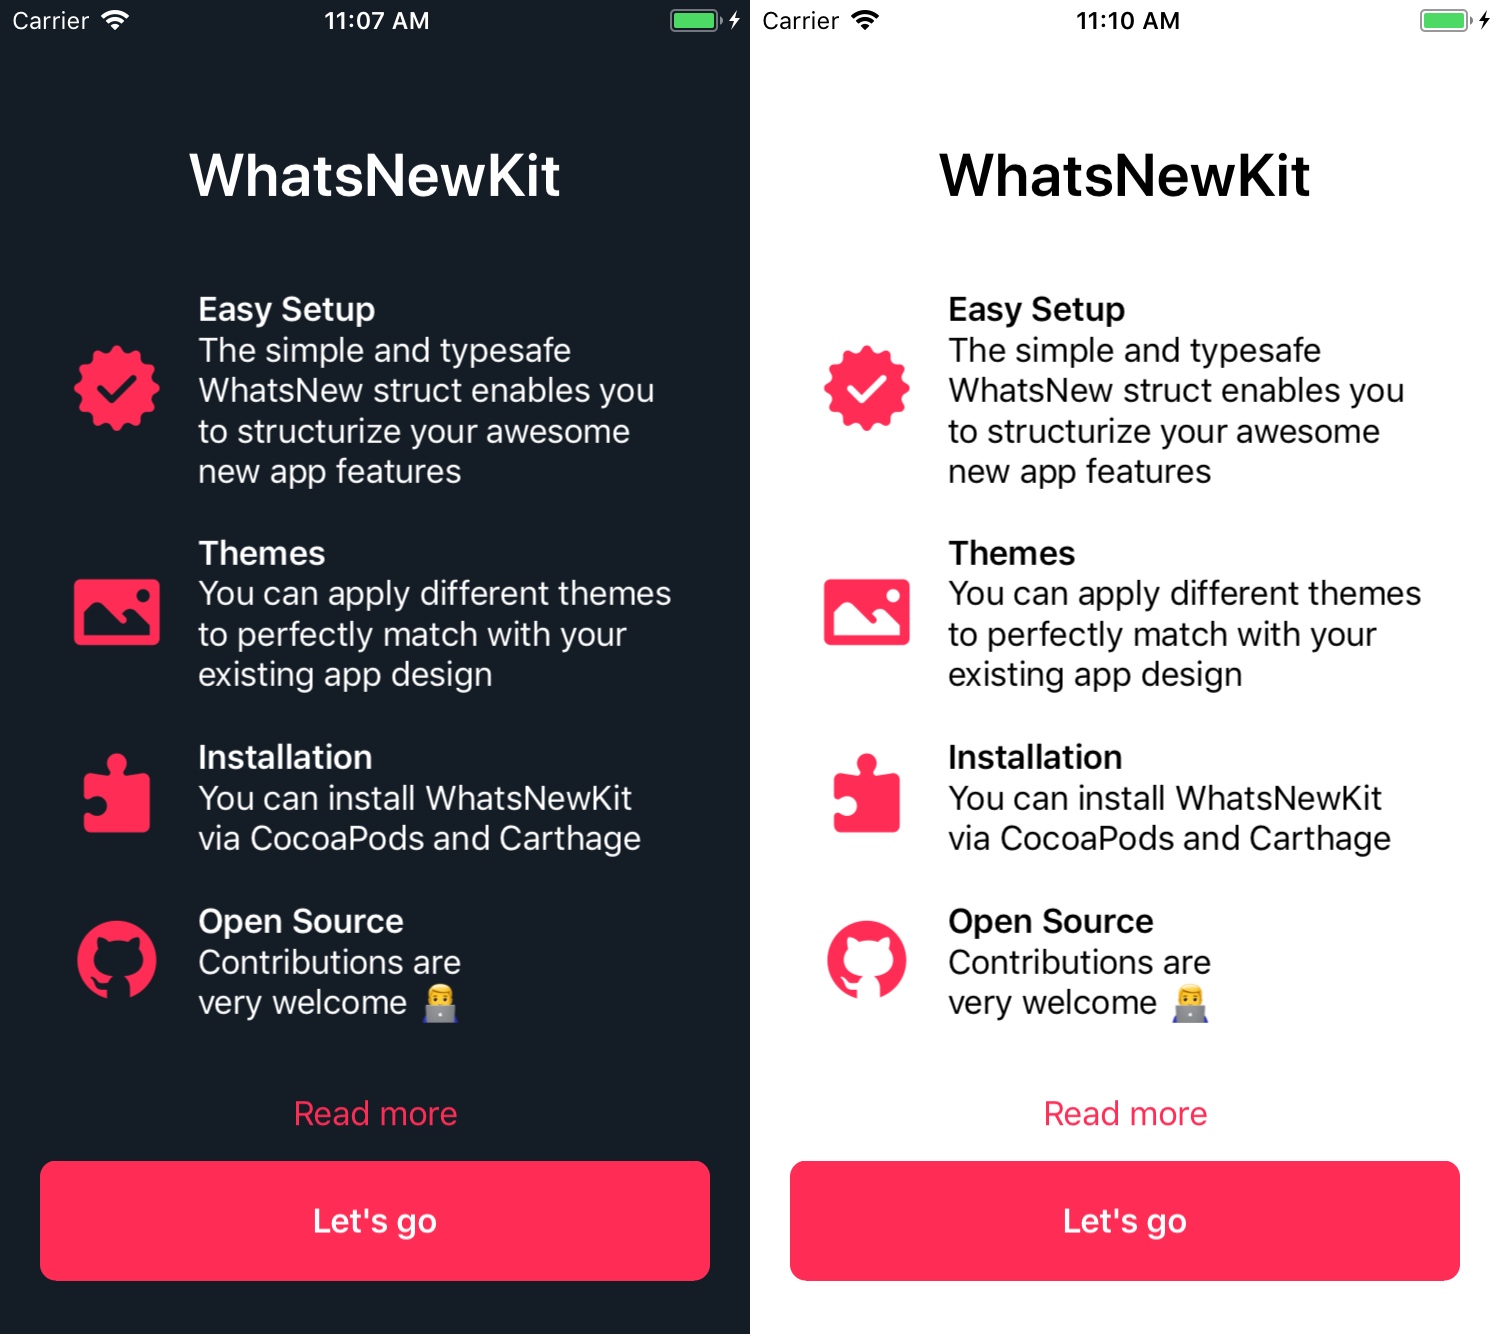 Carrier 11:07 AM
WhatsNewKit
Easy Setup
The simple and typesafe
WhatsNew struct enables you
to structurize your awesome
new app features
Themes
You can apply different themes
to perfectly match with your
existing app design
Installation
You can install WhatsNewKit
via CocoaPods and Carthage
Open Source
Contributions are
very welcome 👨‍💻
Read more
Let's go
Carrier 11:10 AM
WhatsNewKit
Easy Setup
The simple and typesafe
WhatsNew struct enables you
to structurize your awesome
new app features
Themes
You can apply different themes
to perfectly match with your
existing app design
Installation
You can install WhatsNewKit
via CocoaPods and Carthage
Open Source
Contributions are
very welcome 👨‍💻
Read more
Let's go